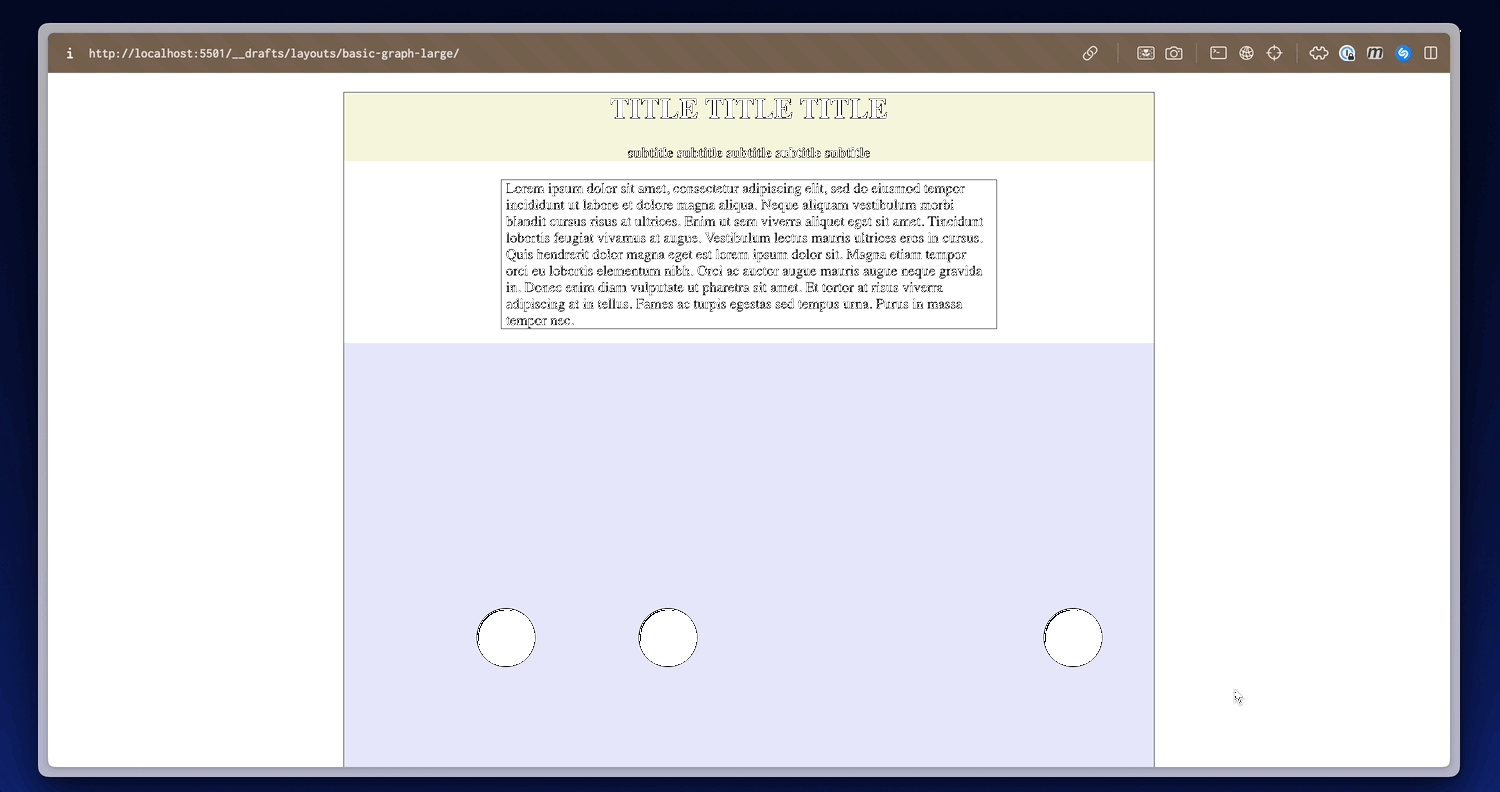 http://localhost:5501/__drafts/layouts/basic-graph-large/
TITLE TITLE TITLE
subtitle subtitle subtitle subtitle subtitle
Lorem ipsum dolor sit amet, consectetur adipiscing elit, sed do eiusmod tempor
incididunt ut labore et dolore magna aliqua. Neque aliquam vestibulum morbi
blandit cursus risus at ultrices. Enim ut sem viverra aliquet eget sit amet. Tincidunt
lobortis feugiat vivamus at augue. Vestibulum lectus mauris ultrices eros in cursus.
Quis hendrerit dolor magna eget est lorem ipsum dolor sit. Magna etiam tempor
orci eu lobortis elementum nibh. Orci ac auctor augue mauris augue neque gravida
in. Donec enim diam vulputate ut pharetra sit amet. Et tortor at risus viverra
adipiscing at in tellus. Fames ac turpis egestas sed tempus urna. Purus in massa
tempor nec.